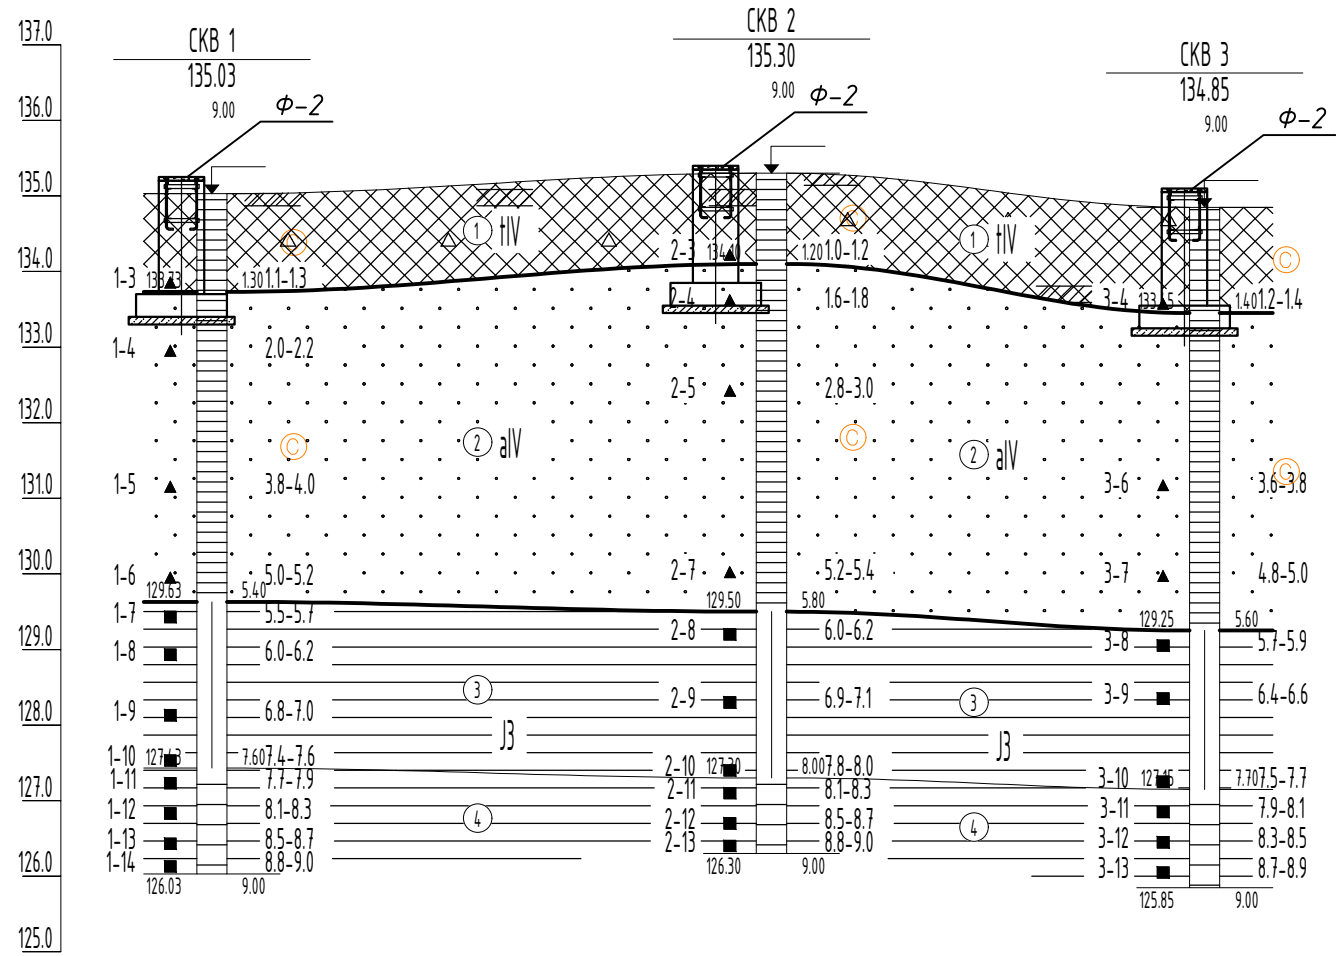 137.0
136.0
135.0
134.0
133.0
132.0
131.0
130.0
129.0
128.0
127.0
126.0
125.0
СКВ 1
135.03
9.00
Ф-2
СКВ 2
135.30
9.00
Ф-2
СКВ 3
134.85
9.00
Ф-2
1 tIV
1 tIV
C
C
C
1-3 133.73 1.30 1.1-1.3
1-4 2.0-2.2
1-5 3.8-4.0
1-6 5.0-5.2
129.63 5.40
1-7 5.5-5.7
1-8 6.0-6.2
1-9 6.8-7.0
1-10 127.43 7.60 7.4-7.6
1-11 7.7-7.9
1-12 8.1-8.3
1-13 8.5-8.7
1-14 8.8-9.0
126.03 9.00
2-3 134.10 1.20 1.0-1.2
2-4 1.6-1.8
2-5 2.8-3.0
2-7 5.2-5.4
129.50 5.80
2-8 6.0-6.2
2-9 6.9-7.1
2-10 127.30 8.00 7.8-8.0
2-11 8.1-8.3
2-12 8.5-8.7
2-13 8.8-9.0
126.30 9.00
3-4 133.45 1.40 1.2-1.4
3-6 3.6-3.8
3-7 4.8-5.0
129.25 5.60
3-8 5.7-5.9
3-9 6.4-6.6
3-10 127.15 7.70 7.5-7.7
3-11 7.9-8.1
3-12 8.3-8.5
3-13 8.7-8.9
125.85 9.00
C
2 aIV
C
2 aIV
C
3
3
J3
J3
4
4